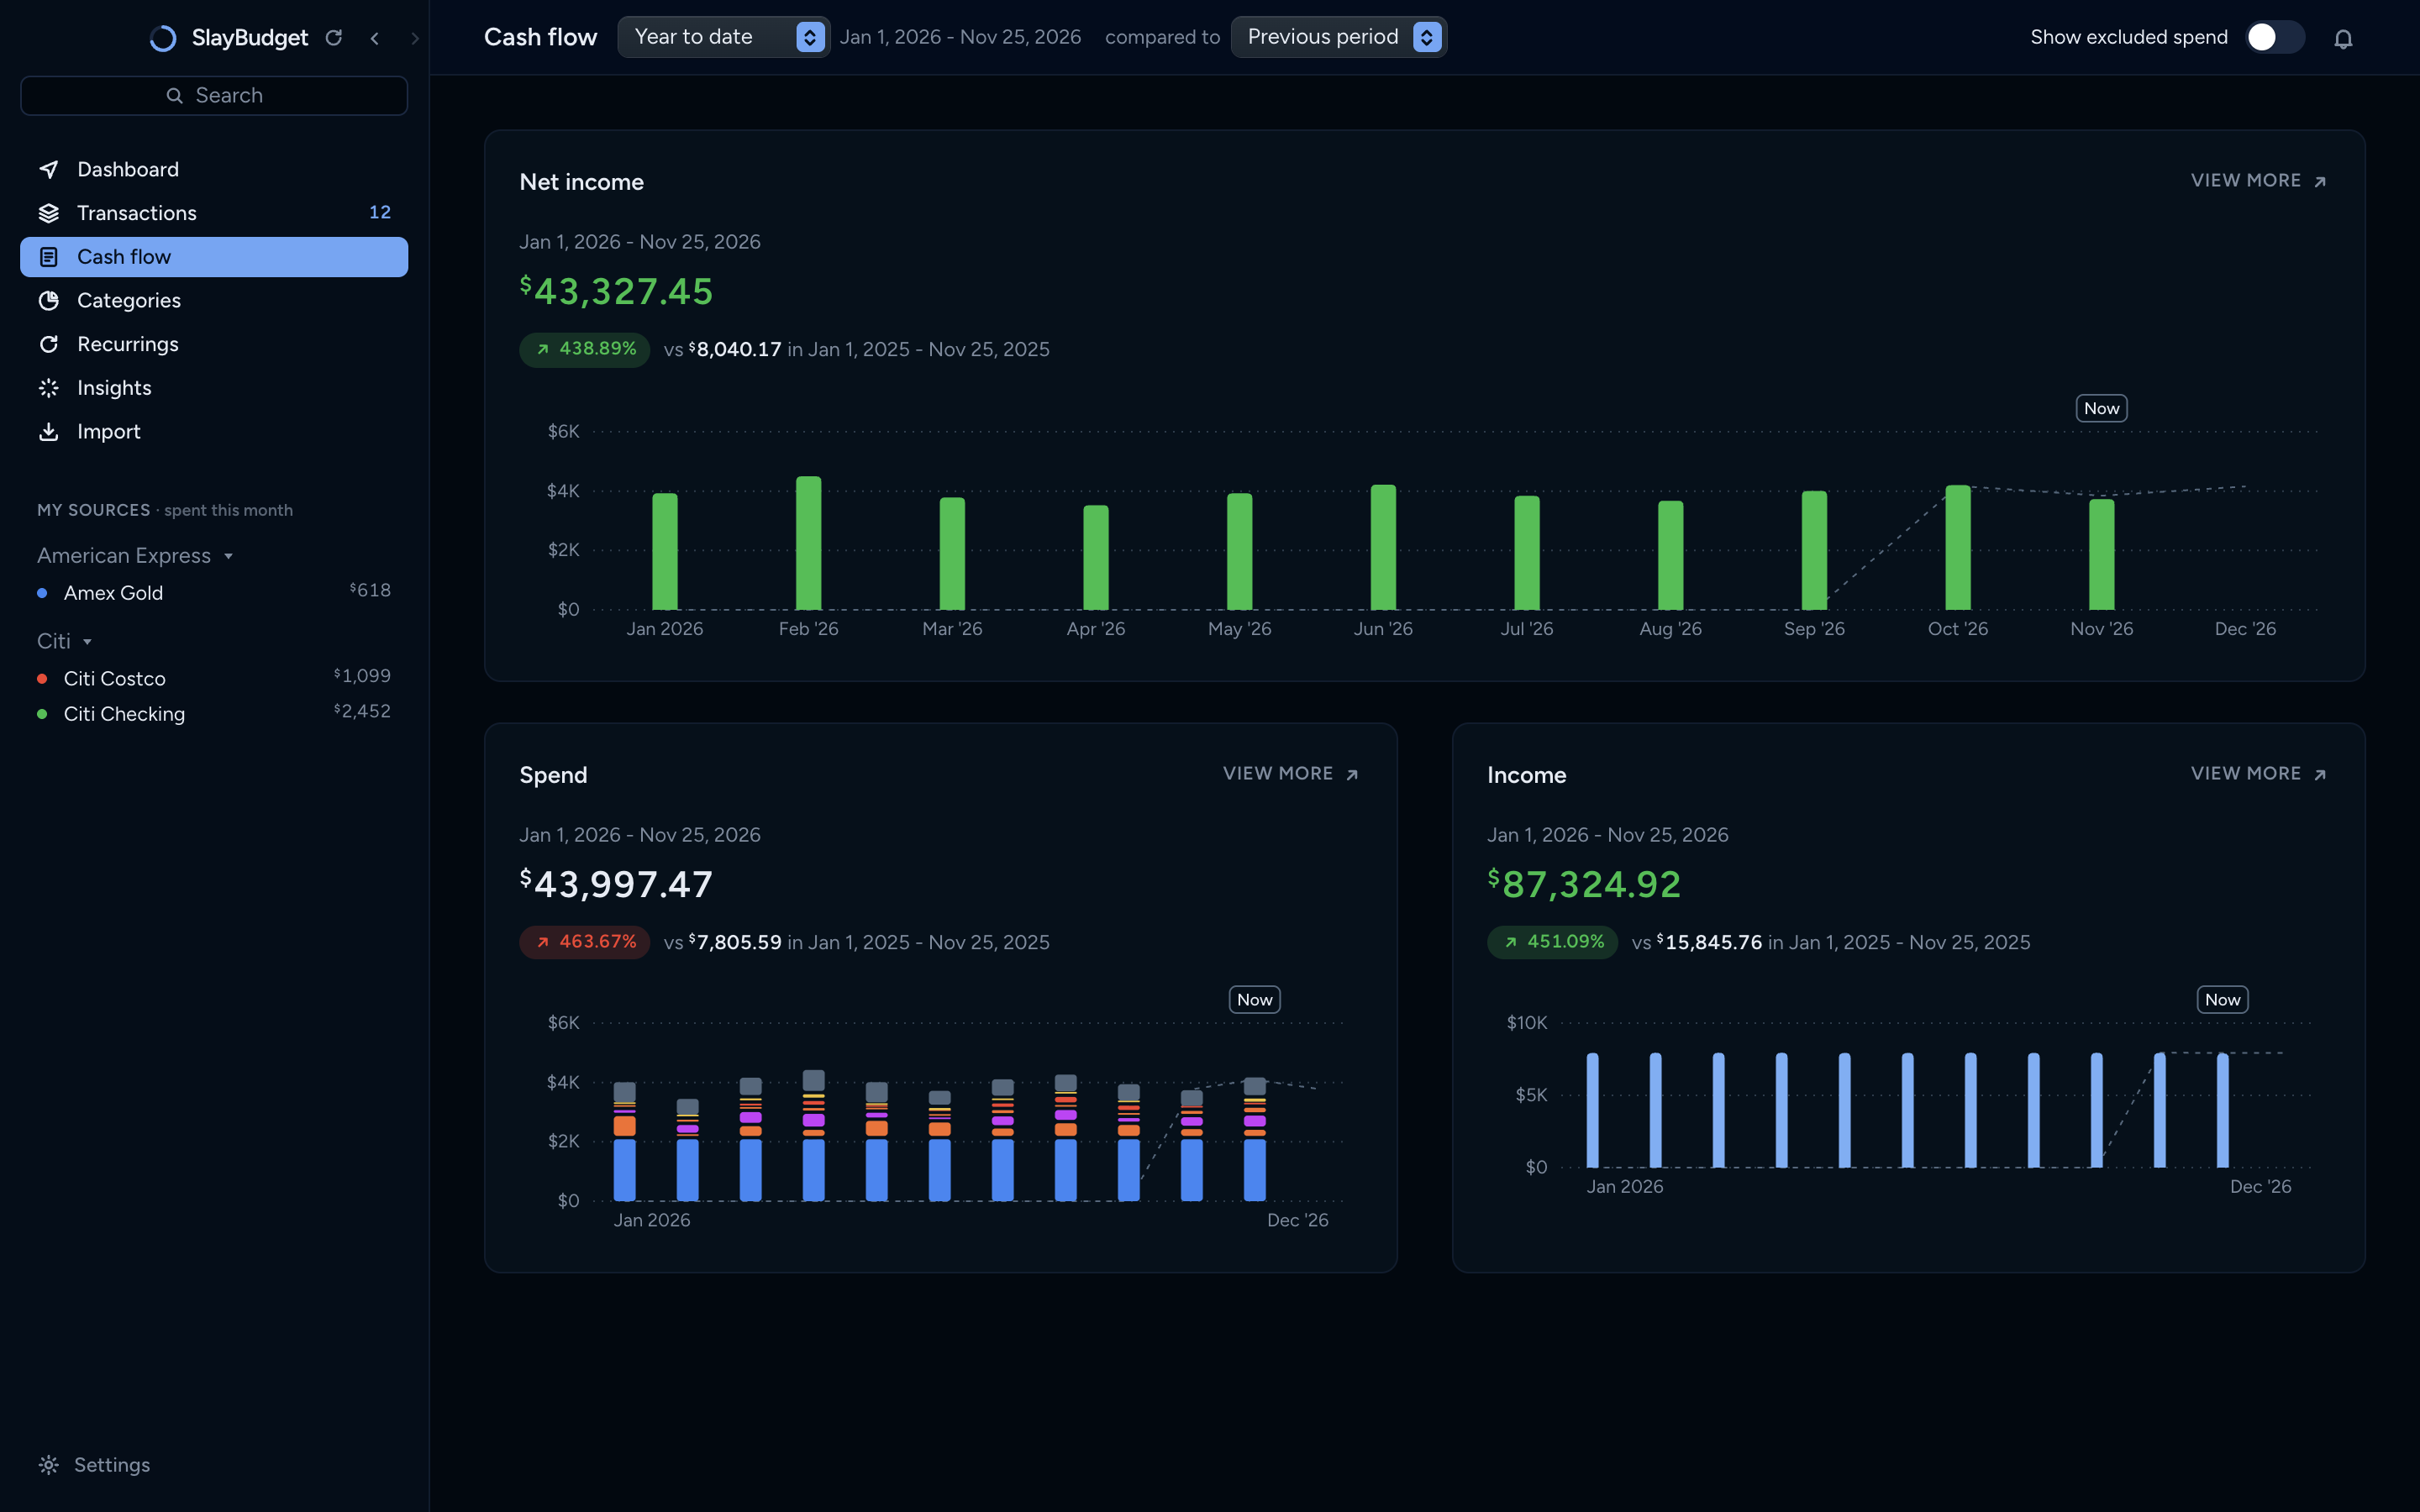 SlayBudget
Search
Dashboard
Transactions 12
Cash flow
Categories
Recurrings
Insights
Import
MY SOURCES · spent this month
American Express
Amex Gold $618
Citi
Citi Costco $1,099
Citi Checking $2,452
Settings
Cash flow Year to date Jan 1, 2026 - Nov 25, 2026 compared to Previous period Show excluded spend
Net income VIEW MORE
Jan 1, 2026 - Nov 25, 2026
$43,327.45
438.89% vs $8,040.17 in Jan 1, 2025 - Nov 25, 2025
Now
$6K
$4K
$2K
$0
Jan 2026 Feb '26 Mar '26 Apr '26 May '26 Jun '26 Jul '26 Aug '26 Sep '26 Oct '26 Nov '26 Dec '26
Spend VIEW MORE
Jan 1, 2026 - Nov 25, 2026
$43,997.47
463.67% vs $7,805.59 in Jan 1, 2025 - Nov 25, 2025
Now
$6K
$4K
$2K
$0
Jan 2026 Dec '26
Income VIEW MORE
Jan 1, 2026 - Nov 25, 2026
$87,324.92
451.09% vs $15,845.76 in Jan 1, 2025 - Nov 25, 2025
Now
$10K
$5K
$0
Jan 2026 Dec '26